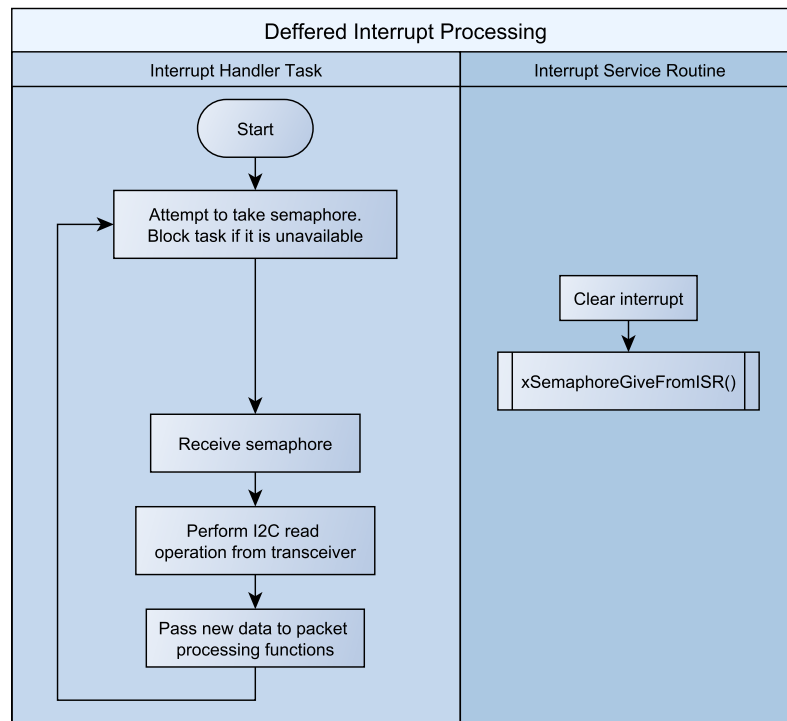 Deffered Interrupt Processing
Interrupt Handler Task
Interrupt Service Routine
Start
Attempt to take semaphore.
Block task if it is unavailable
Clear interrupt
xSemaphoreGiveFromISR()
Receive semaphore
Perform I2C read
operation from transceiver
Pass new data to packet
processing functions